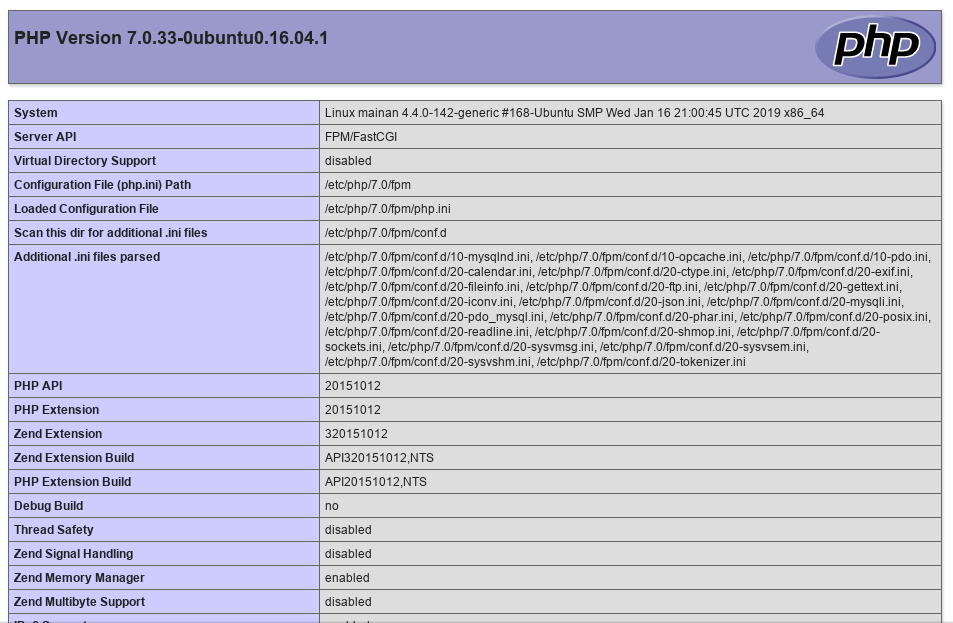 PHP Version 7.0.33-0ubuntu0.16.04.1
php
System Linux mainan 4.4.0-142-generic #168-Ubuntu SMP Wed Jan 16 21:00:45 UTC 2019 x86_64
Server API FPM/FastCGI
Virtual Directory Support disabled
Configuration File (php.ini) Path /etc/php/7.0/fpm
Loaded Configuration File /etc/php/7.0/fpm/php.ini
Scan this dir for additional .ini files /etc/php/7.0/fpm/conf.d
Additional .ini files parsed /etc/php/7.0/fpm/conf.d/10-mysqlnd.ini, /etc/php/7.0/fpm/conf.d/10-opcache.ini, /etc/php/7.0/fpm/conf.d/10-pdo.ini,
/etc/php/7.0/fpm/conf.d/20-calendar.ini, /etc/php/7.0/fpm/conf.d/20-ctype.ini, /etc/php/7.0/fpm/conf.d/20-exif.ini,
/etc/php/7.0/fpm/conf.d/20-fileinfo.ini, /etc/php/7.0/fpm/conf.d/20-ftp.ini, /etc/php/7.0/fpm/conf.d/20-gettext.ini,
/etc/php/7.0/fpm/conf.d/20-iconv.ini, /etc/php/7.0/fpm/conf.d/20-json.ini, /etc/php/7.0/fpm/conf.d/20-mysqli.ini,
/etc/php/7.0/fpm/conf.d/20-pdo_mysql.ini, /etc/php/7.0/fpm/conf.d/20-phar.ini, /etc/php/7.0/fpm/conf.d/20-posix.ini,
/etc/php/7.0/fpm/conf.d/20-readline.ini, /etc/php/7.0/fpm/conf.d/20-shmop.ini, /etc/php/7.0/fpm/conf.d/20-
sockets.ini, /etc/php/7.0/fpm/conf.d/20-sysvmsg.ini, /etc/php/7.0/fpm/conf.d/20-sysvsem.ini,
/etc/php/7.0/fpm/conf.d/20-sysvshm.ini, /etc/php/7.0/fpm/conf.d/20-tokenizer.ini
PHP API 20151012
PHP Extension 20151012
Zend Extension 320151012
Zend Extension Build API320151012,NTS
PHP Extension Build API20151012,NTS
Debug Build no
Thread Safety disabled
Zend Signal Handling disabled
Zend Memory Manager enabled
Zend Multibyte Support disabled